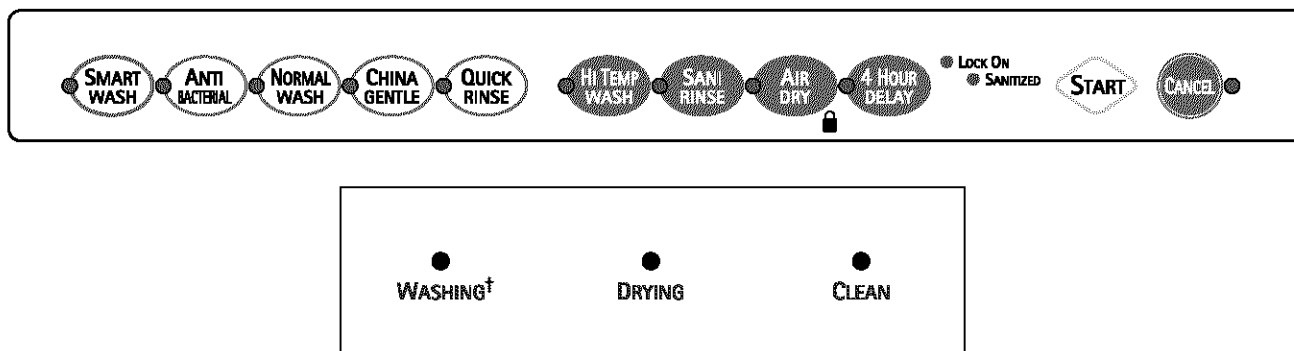 SMART WASH
ANTI BACTERIAL
NORMAL WASH
CHINA GENTLE
QUICK RINSE
HI TEMP WASH
SANI RINSE
AIR DRY
4 HOUR DELAY
LOCK ON
SANITIZED
START
CANCEL
WASHING†
DRYING
CLEAN